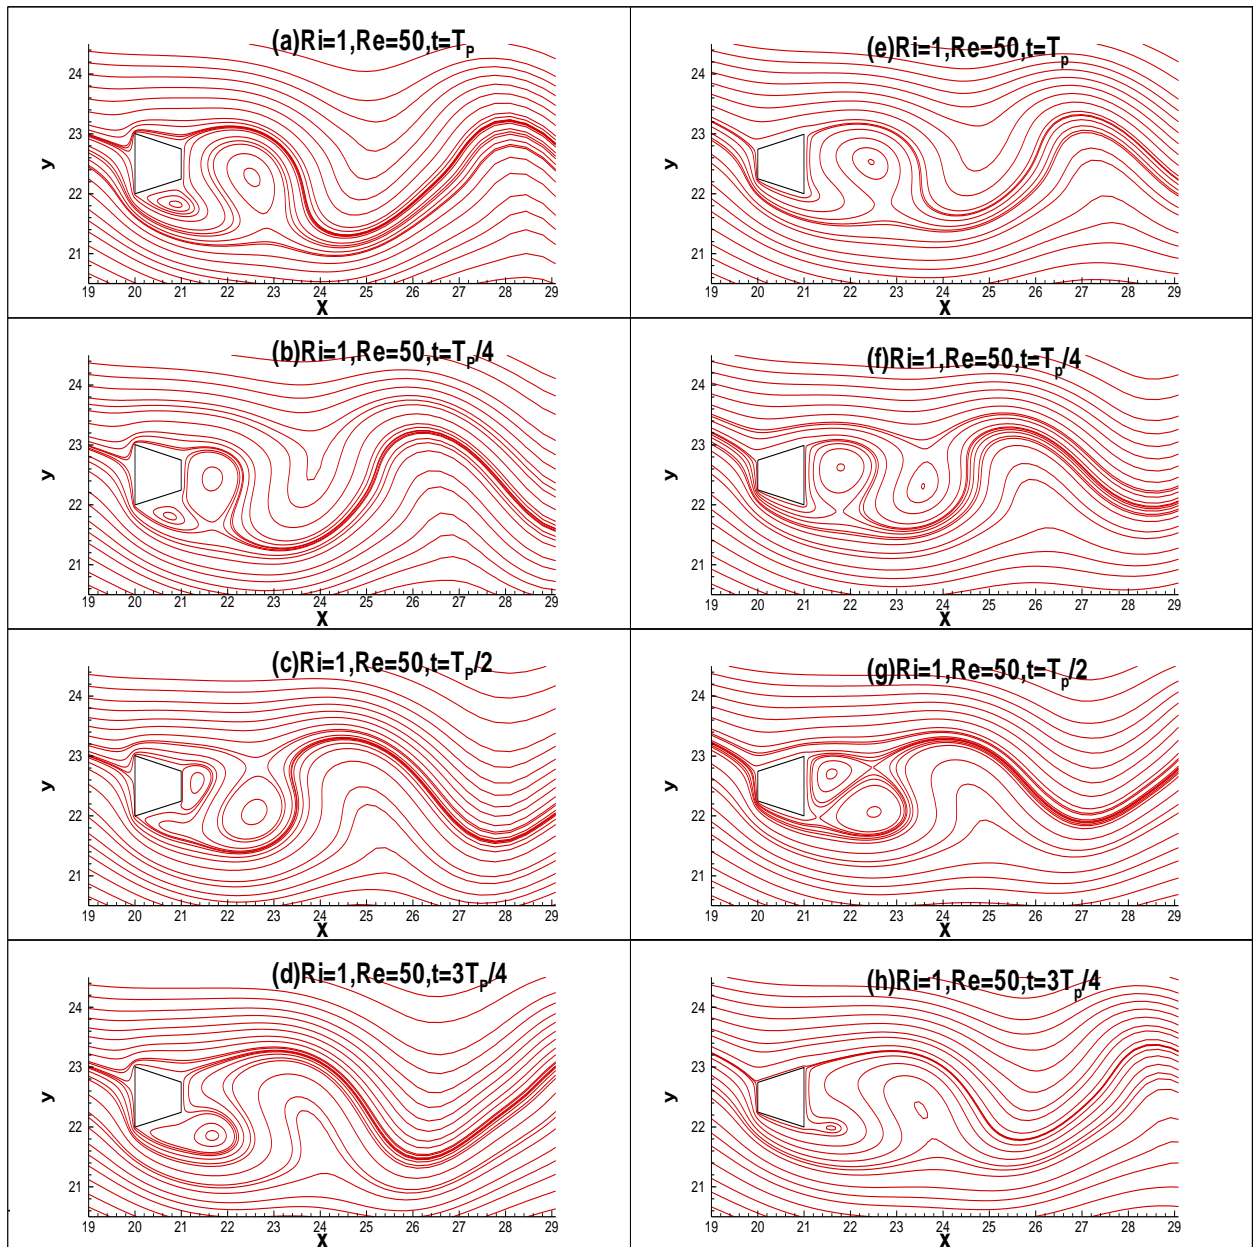 (a)Ri=1,Re=50,t=TP
24
23
22
21
y
19 20 21 22 23 24 25 26 27 28 29
X
(e)Ri=1,Re=50,t=Tp
24
23
22
21
y
19 20 21 22 23 24 25 26 27 28 29
X
(b)Ri=1,Re=50,t=TP/4
24
23
22
21
y
19 20 21 22 23 24 25 26 27 28 29
X
(f)Ri=1,Re=50,t=Tp/4
24
23
22
21
y
19 20 21 22 23 24 25 26 27 28 29
X
(c)Ri=1,Re=50,t=TP/2
24
23
22
21
y
19 20 21 22 23 24 25 26 27 28 29
X
(g)Ri=1,Re=50,t=Tp/2
24
23
22
21
y
19 20 21 22 23 24 25 26 27 28 29
X
(d)Ri=1,Re=50,t=3TP/4
24
23
22
21
y
19 20 21 22 23 24 25 26 27 28 29
X
(h)Ri=1,Re=50,t=3Tp/4
24
23
22
21
y
19 20 21 22 23 24 25 26 27 28 29
X